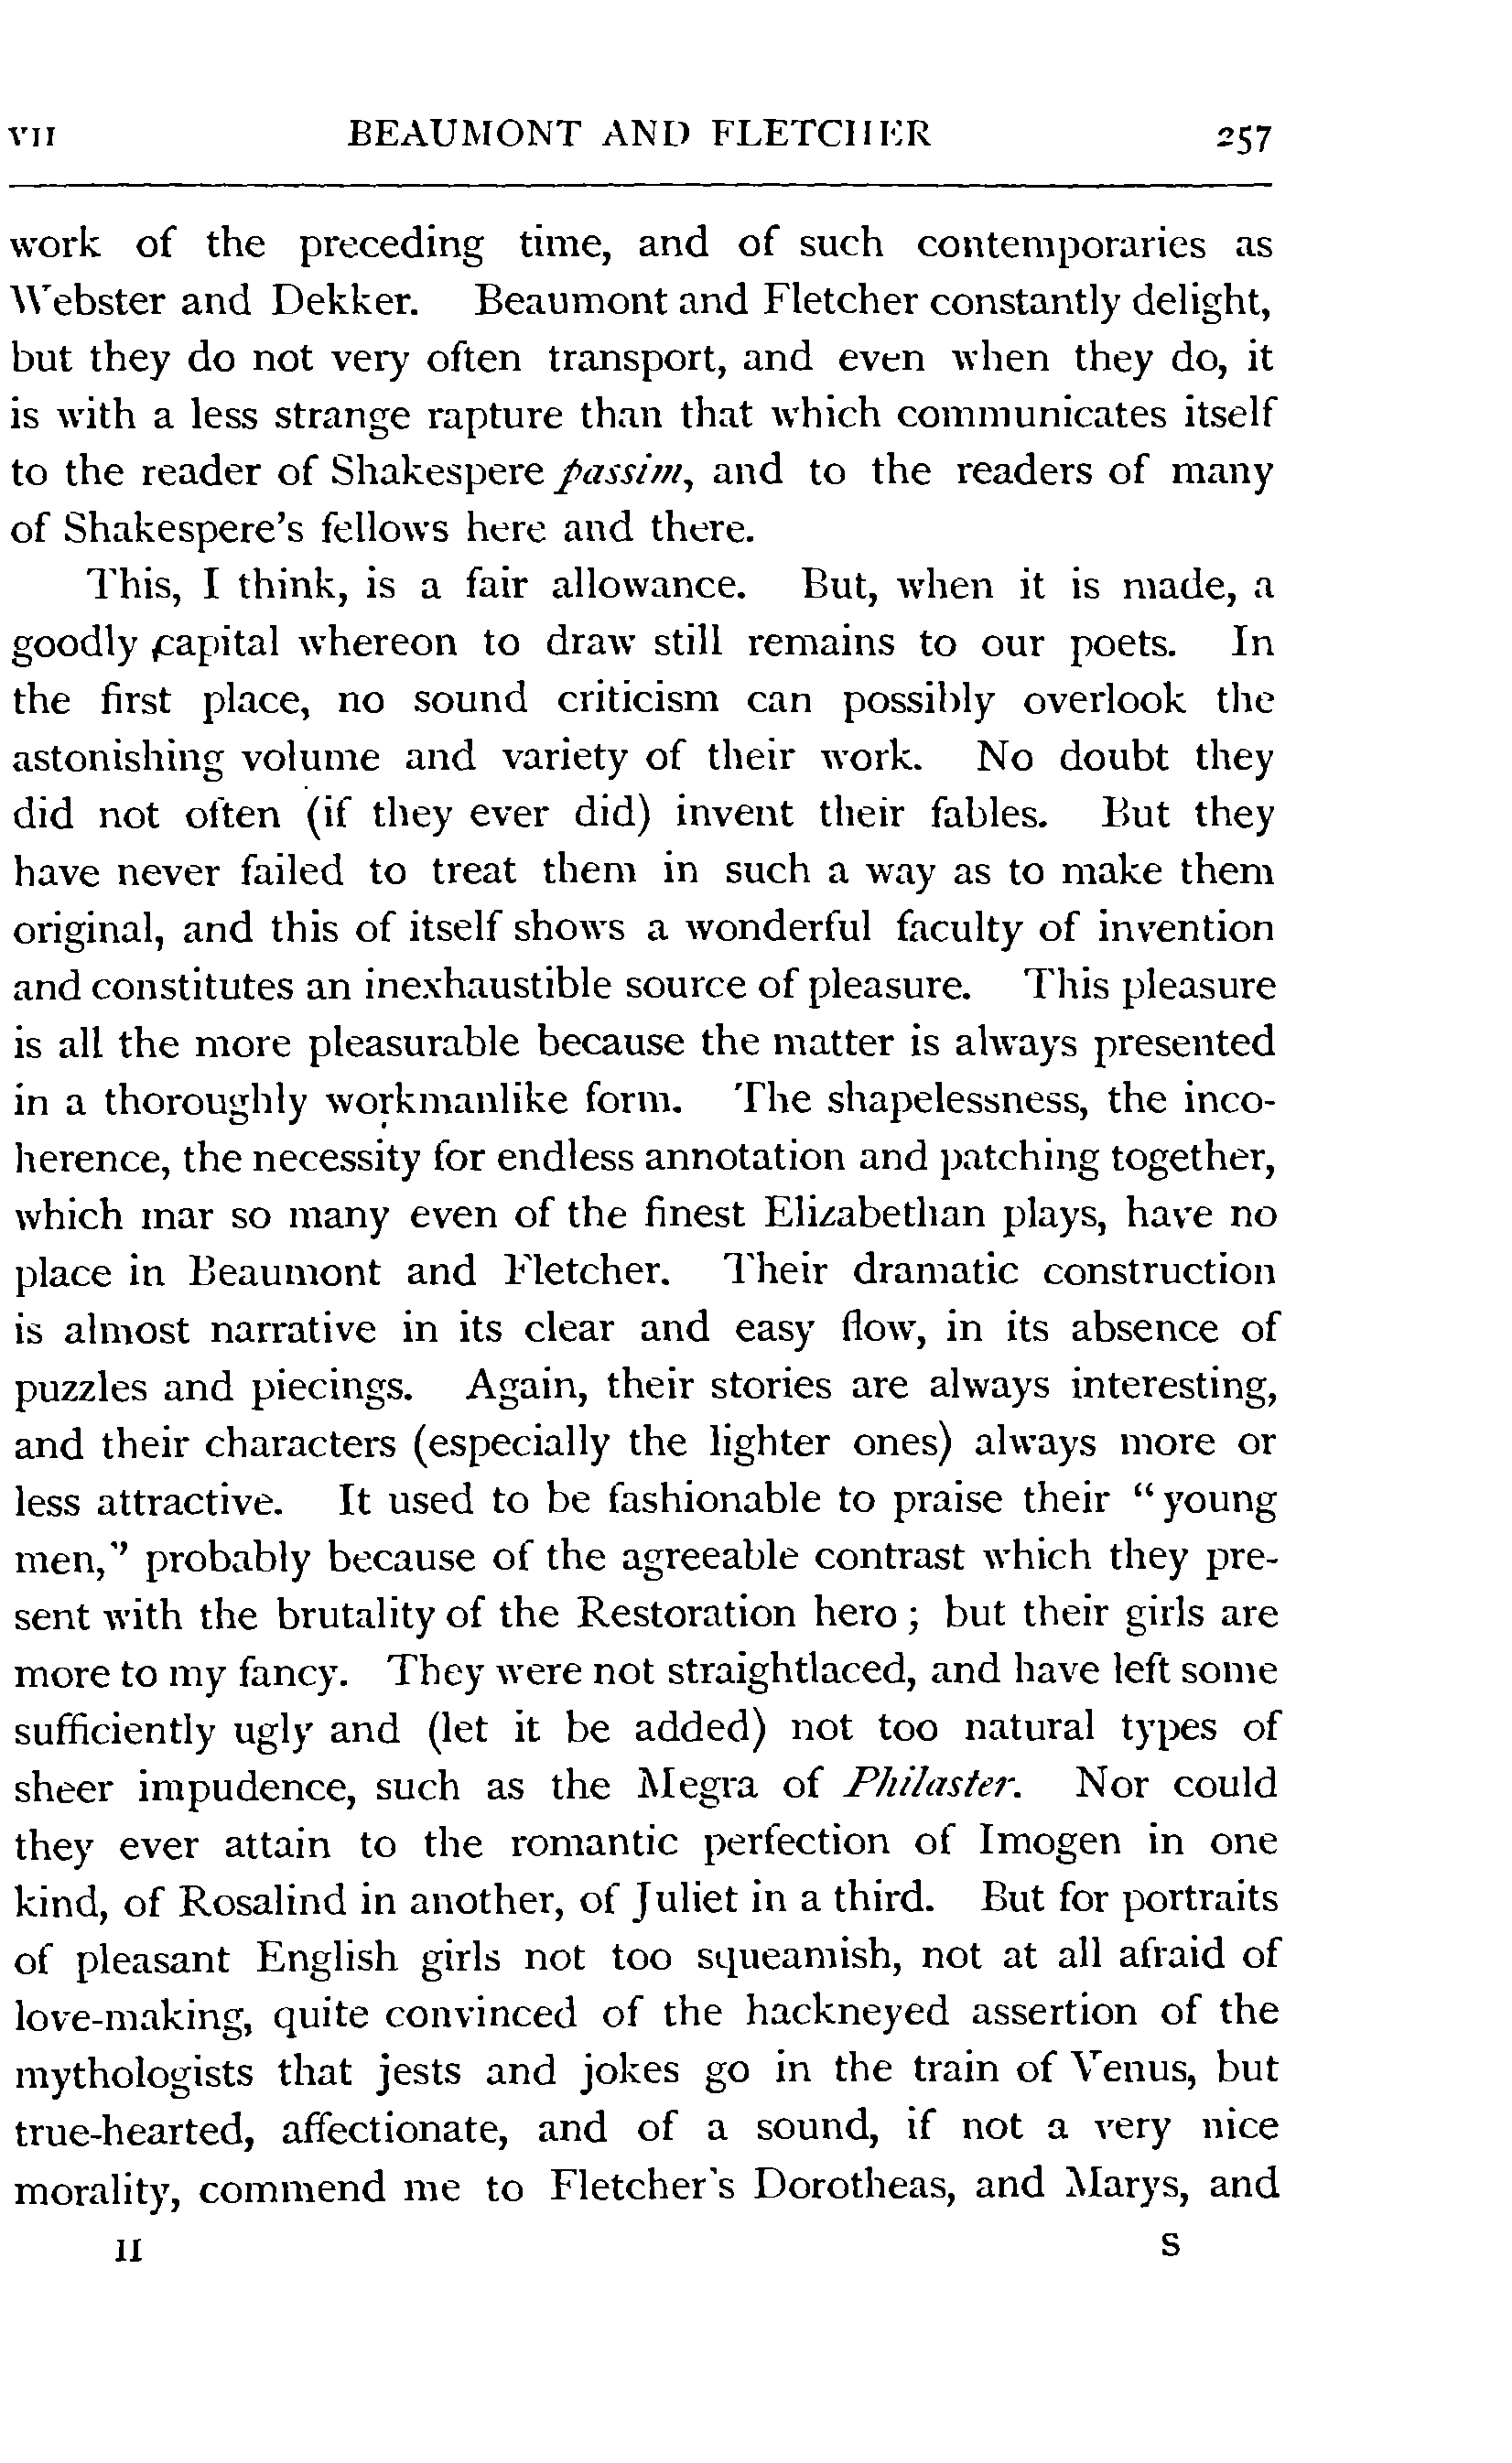 VII BEAUMONT AND FLETCHER 257
work of the preceding time, and of such contemporaries as
Webster and Dekker. Beaumont and Fletcher constantly delight,
but they do not very often transport, and even when they do, it
is with a less strange rapture than that which communicates itself
to the reader of Shakespere passim, and to the readers of many
of Shakespere's fellows here and there.
This, I think, is a fair allowance. But, when it is made, a
goodly capital whereon to draw still remains to our poets. In
the first place, no sound criticism can possibly overlook the
astonishing volume and variety of their work. No doubt they
did not often (if they ever did) invent their fables. But they
have never failed to treat them in such a way as to make them
original, and this of itself shows a wonderful faculty of invention
and constitutes an inexhaustible source of pleasure. This pleasure
is all the more pleasurable because the matter is always presented
in a thoroughly workmanlike form. The shapelessness, the inco-
herence, the necessity for endless annotation and patching together,
which mar so many even of the finest Elizabethan plays, have no
place in Beaumont and Fletcher. Their dramatic construction
is almost narrative in its clear and easy flow, in its absence of
puzzles and piecings. Again, their stories are always interesting,
and their characters (especially the lighter ones) always more or
less attractive. It used to be fashionable to praise their "young
men," probably because of the agreeable contrast which they pre-
sent with the brutality of the Restoration hero; but their girls are
more to my fancy. They were not straightlaced, and have left some
sufficiently ugly and (let it be added) not too natural types of
sheer impudence, such as the Megra of Philaster. Nor could
they ever attain to the romantic perfection of Imogen in one
kind, of Rosalind in another, of Juliet in a third. But for portraits
of pleasant English girls not too squeamish, not at all afraid of
love-making, quite convinced of the hackneyed assertion of the
mythologists that jests and jokes go in the train of Venus, but
true-hearted, affectionate, and of a sound, if not a very nice
morality, commend me to Fletcher's Dorotheas, and Marys, and
II S